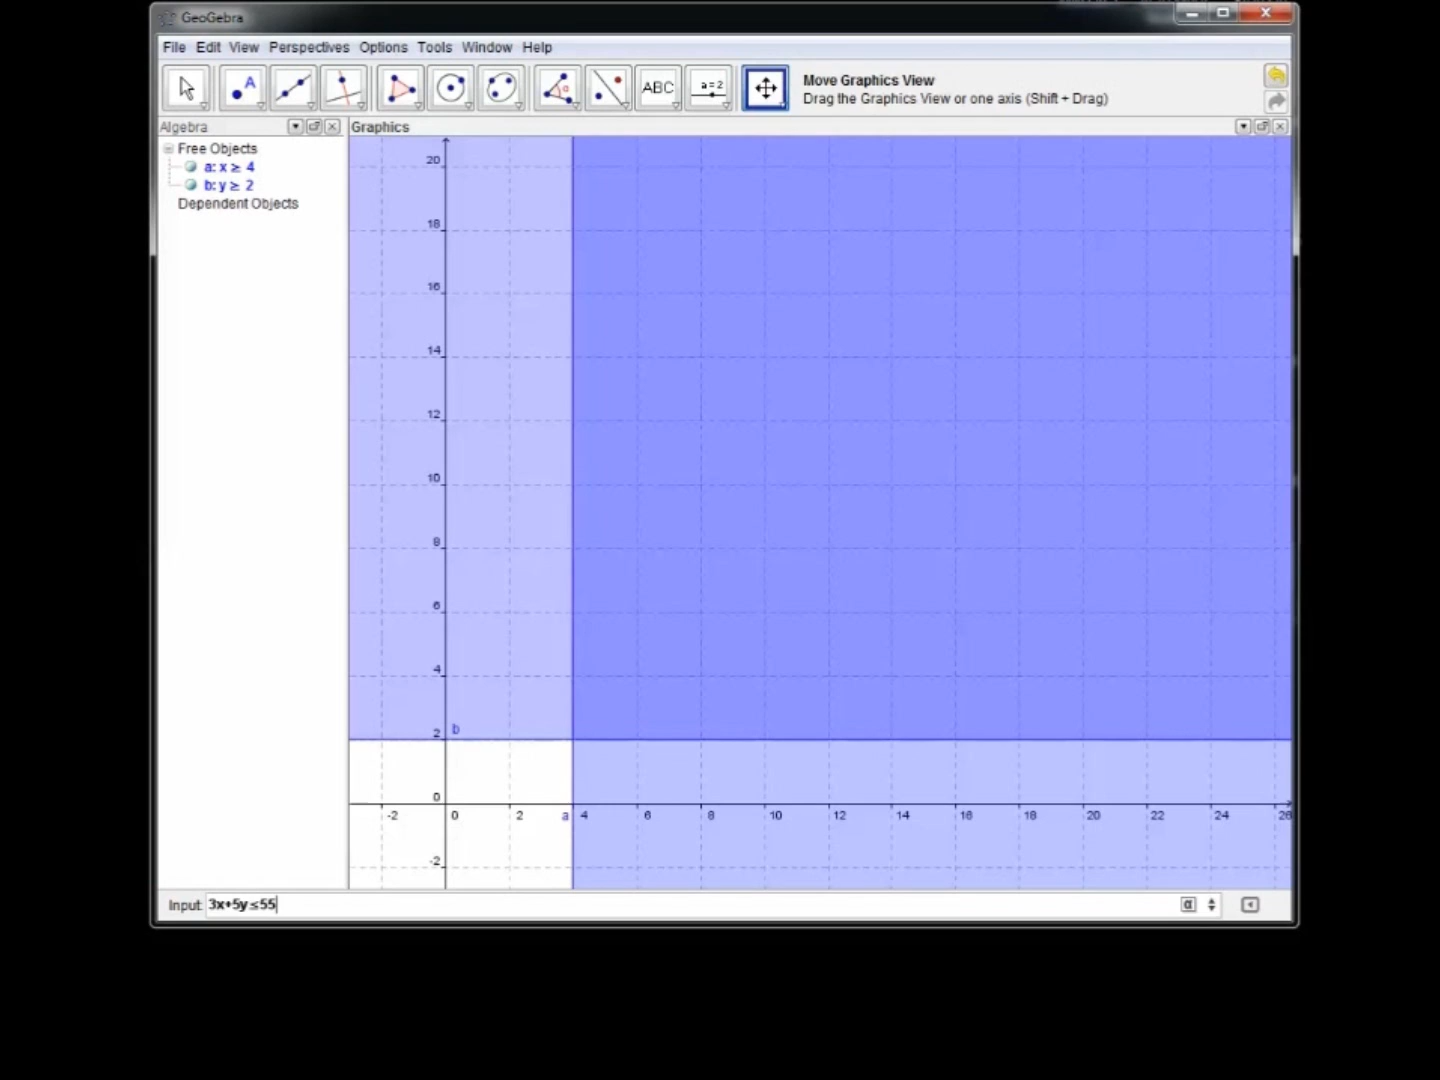 GeoGebra
File Edit View Perspectives Options Tools Window Help
A
α
ABC
a=2
Move Graphics View
Drag the Graphics View or one axis (Shift + Drag)
Algebra
Graphics
Free Objects
a: x ≥ 4
b: y ≥ 2
Dependent Objects
20
18
16
14
12
10
8
6
4
2
b
0
-2 0 2 a 4 6 8 10 12 14 16 18 20 22 24 26
-2
Input: 3x+5y≤55
α